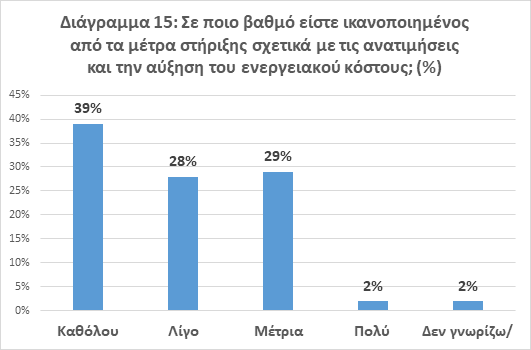 Διάγραμμα 15: Σε ποιο βαθμό είστε ικανοποιημένος
από τα μέτρα στήριξης σχετικά με τις ανατιμήσεις
και την αύξηση του ενεργειακού κόστους; (%)
45%
40%
35%
30%
25%
20%
15%
10%
5%
0%
39%
28%
29%
2%
2%
Καθόλου
Λίγο
Μέτρια
Πολύ
Δεν γνωρίζω/